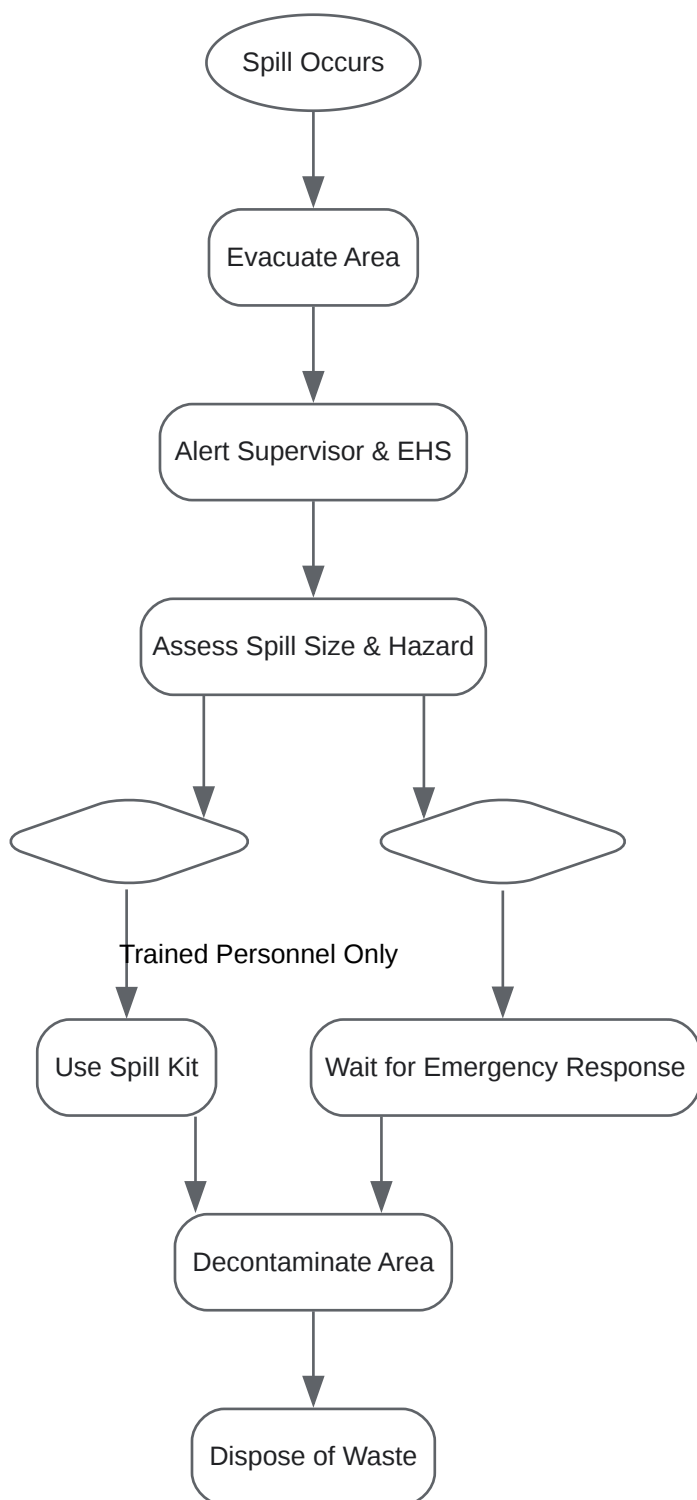 Spill Occurs
Evacuate Area
Alert Supervisor & EHS
Assess Spill Size & Hazard
Trained Personnel Only
Use Spill Kit
Wait for Emergency Response
Decontaminate Area
Dispose of Waste